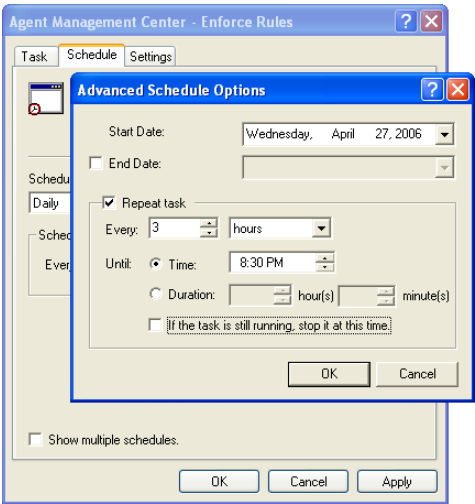 Agent Management Center - Enforce Rules
Task Schedule Settings
Advanced Schedule Options
Start Date: Wednesday, April 27, 2006
End Date:
Schedu
Daily
Repeat task
Every: 3 hours
Sched
Ever
Until: Time: 8:30 PM
Duration: hour(s) minute(s)
If the task is still running, stop it at this time.
OK Cancel
Show multiple schedules.
OK Cancel Apply